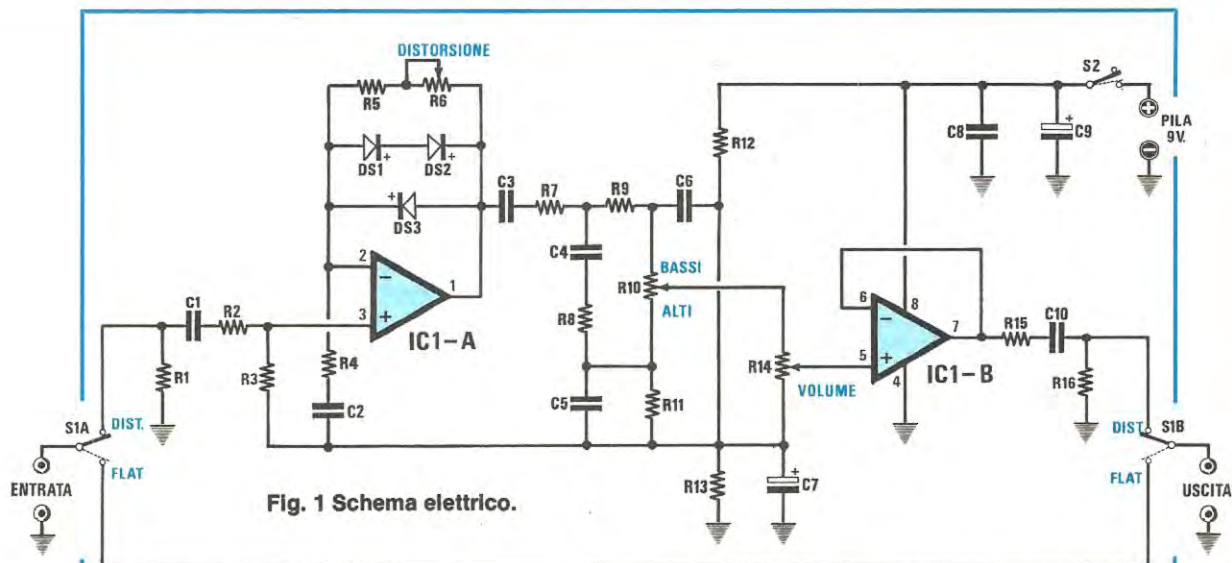 DISTORSIONE
R5
R6
DS1
+
DS2
+
+
DS3
2
−
3
+
1
IC1-A
C1
R2
R1
R3
R4
C2
S1A
DIST.
FLAT
ENTRATA
C3
R7
R9
C6
C4
R8
R10
BASSI
ALTI
C5
R11
R12
R13
R14
VOLUME
+
C7
6
−
5
+
8
4
7
IC1-B
C8
+
C9
S2
+
PILA
9V.
−
R15
C10
R16
DIST.
FLAT
S1B
USCITA
Fig. 1 Schema elettrico.